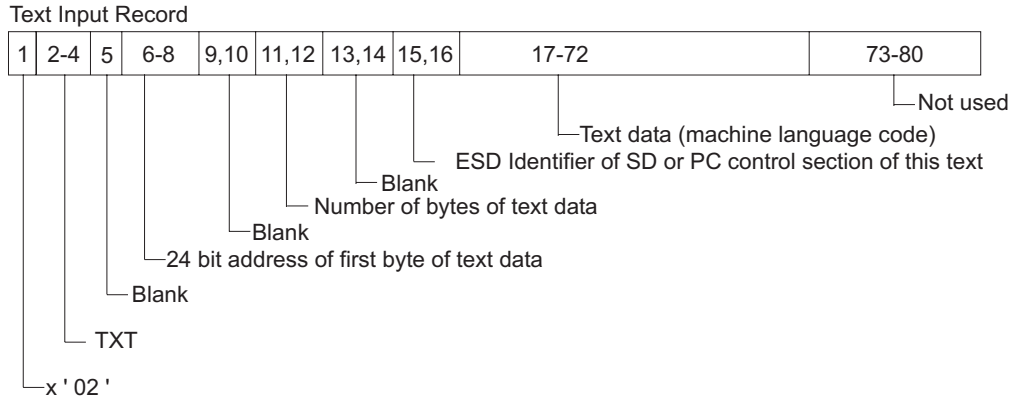 Text Input Record
1 2-4 5 6-8 9,10 11,12 13,14 15,16 17-72 73-80
Not used
Text data (machine language code)
ESD Identifier of SD or PC control section of this text
Blank
Number of bytes of text data
Blank
24 bit address of first byte of text data
Blank
TXT
x ' 02 '